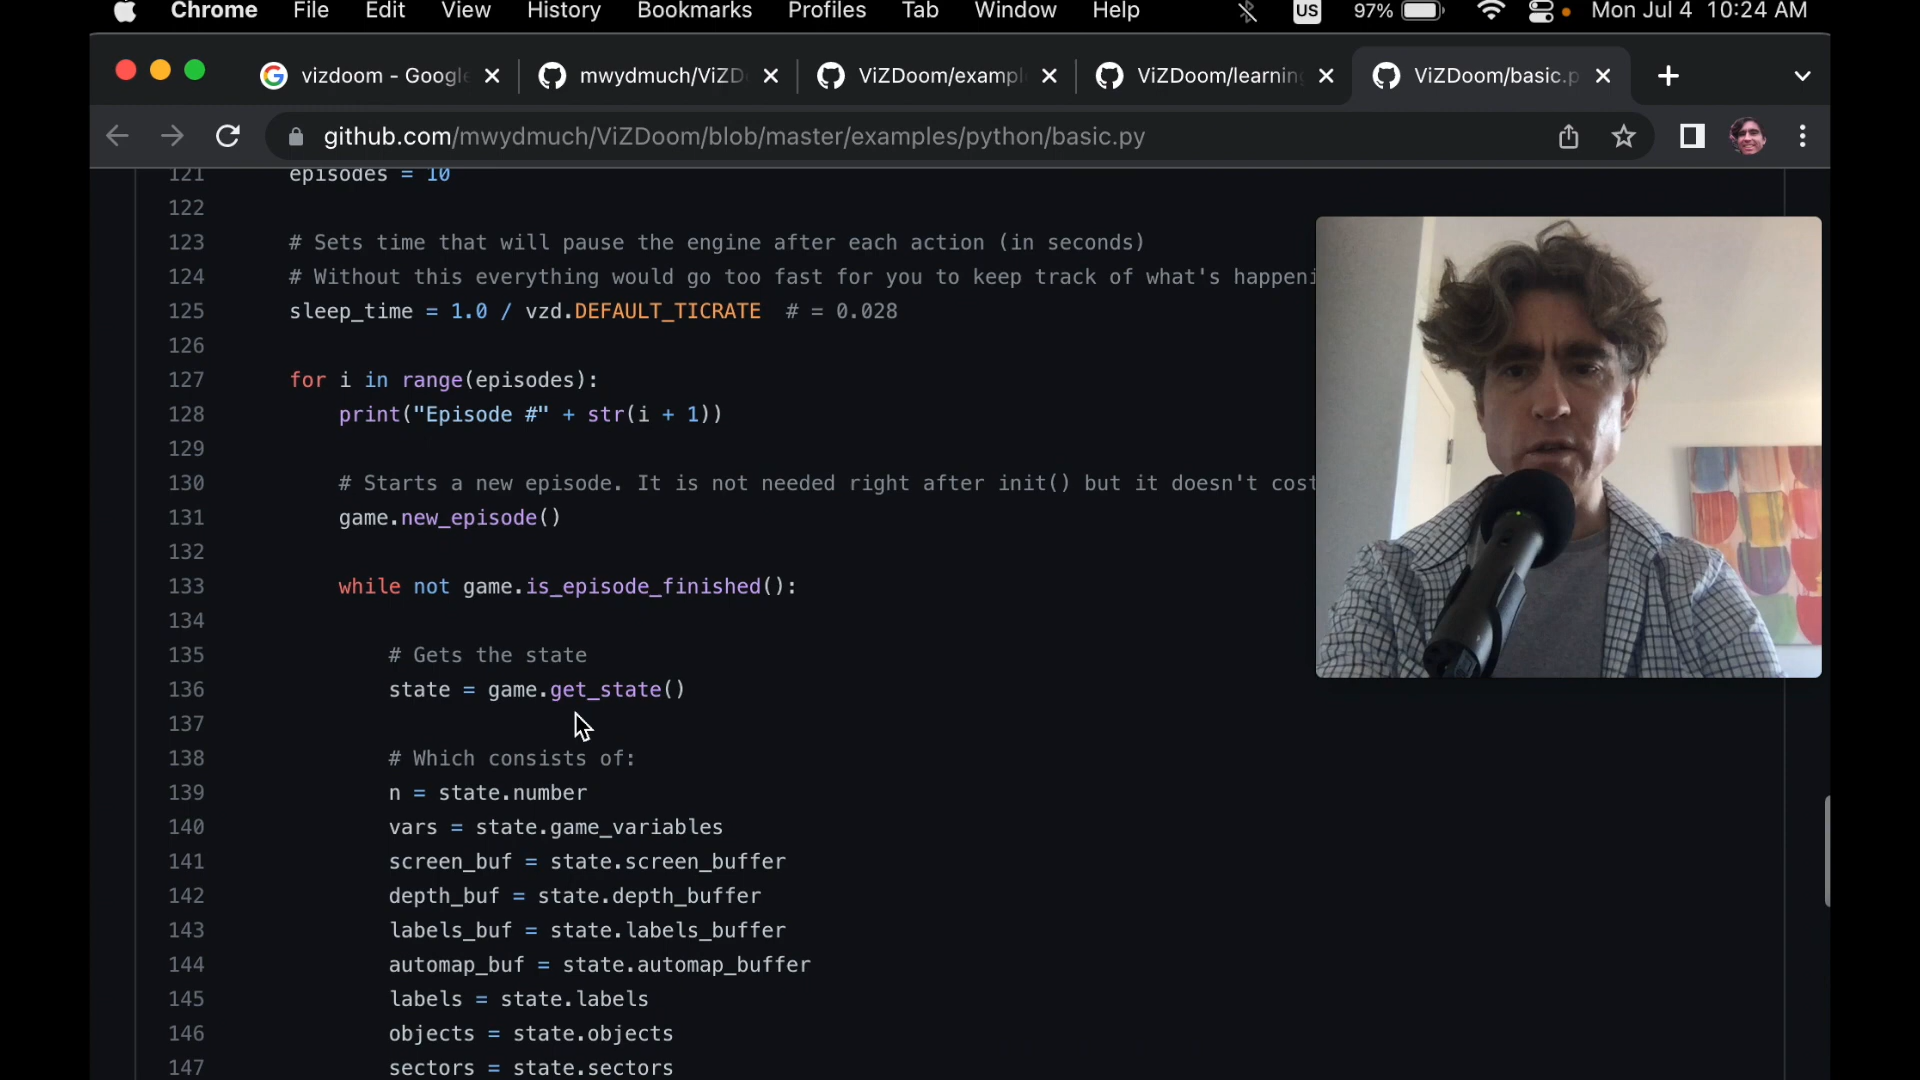 Chrome File Edit View History Bookmarks Profiles Tab Window Help US 97% Mon Jul 4 10:24 AM
vizdoom - Google mwydmuch/ViZD ViZDoom/exampl ViZDoom/learning ViZDoom/basic.p
github.com/mwydmuch/ViZDoom/blob/master/examples/python/basic.py
121 episodes = 10
122
123 # Sets time that will pause the engine after each action (in seconds)
124 # Without this everything would go too fast for you to keep track of what's happeni
125 sleep_time = 1.0 / vzd.DEFAULT_TICRATE # = 0.028
126
127 for i in range(episodes):
128 print("Episode #" + str(i + 1))
129
130 # Starts a new episode. It is not needed right after init() but it doesn't cost
131 game.new_episode()
132
133 while not game.is_episode_finished():
134
135 # Gets the state
136 state = game.get_state()
137
138 # Which consists of:
139 n = state.number
140 vars = state.game_variables
141 screen_buf = state.screen_buffer
142 depth_buf = state.depth_buffer
143 labels_buf = state.labels_buffer
144 automap_buf = state.automap_buffer
145 labels = state.labels
146 objects = state.objects
147 sectors = state.sectors